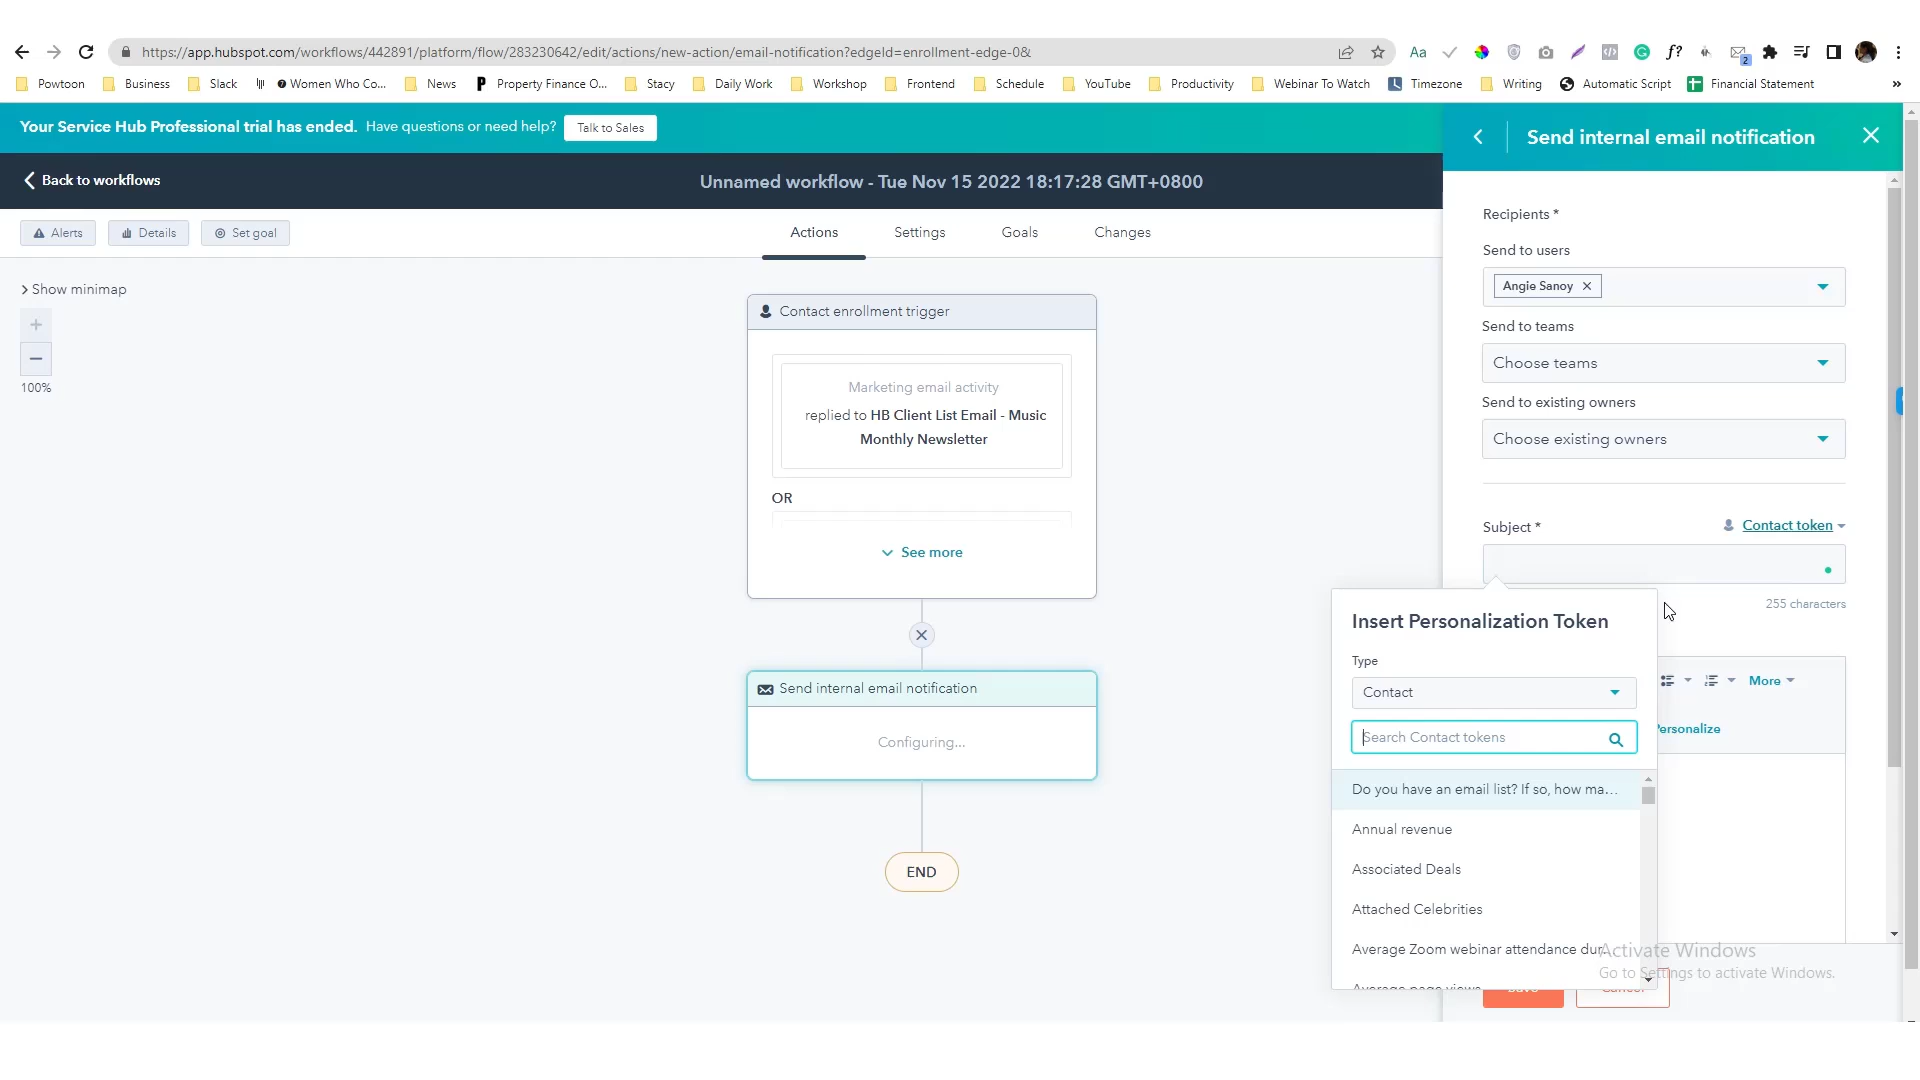 https://app.hubspot.com/workflows/442891/platform/flow/283230642/edit/actions/new-action/email-notification?edgeId=enrollment-edge-0&
Aa
f?
2
Powtoon Business Slack Women Who Co... News Property Finance O... Stacy Daily Work Workshop Frontend Schedule YouTube Productivity Webinar To Watch Timezone Writing Automatic Script Financial Statement »
Your Service Hub Professional trial has ended. Have questions or need help? Talk to Sales
Send internal email notification
Back to workflows
Unnamed workflow - Tue Nov 15 2022 18:17:28 GMT+0800
Alerts Details Set goal
Actions Settings Goals Changes
Show minimap
100%
Contact enrollment trigger
Marketing email activity
replied to HB Client List Email - Music
Monthly Newsletter
OR
See more
Send internal email notification
Configuring...
END
Recipients *
Send to users
Angie Sanoy
Send to teams
Choose teams
Send to existing owners
Choose existing owners
Subject *
Contact token
255 characters
More
Personalize
Insert Personalization Token
Type
Contact
Search Contact tokens
Do you have an email list? If so, how ma...
Annual revenue
Associated Deals
Attached Celebrities
Average Zoom webinar attendance dur...
Average page views
Save Cancel
Activate Windows
Go to Settings to activate Windows.